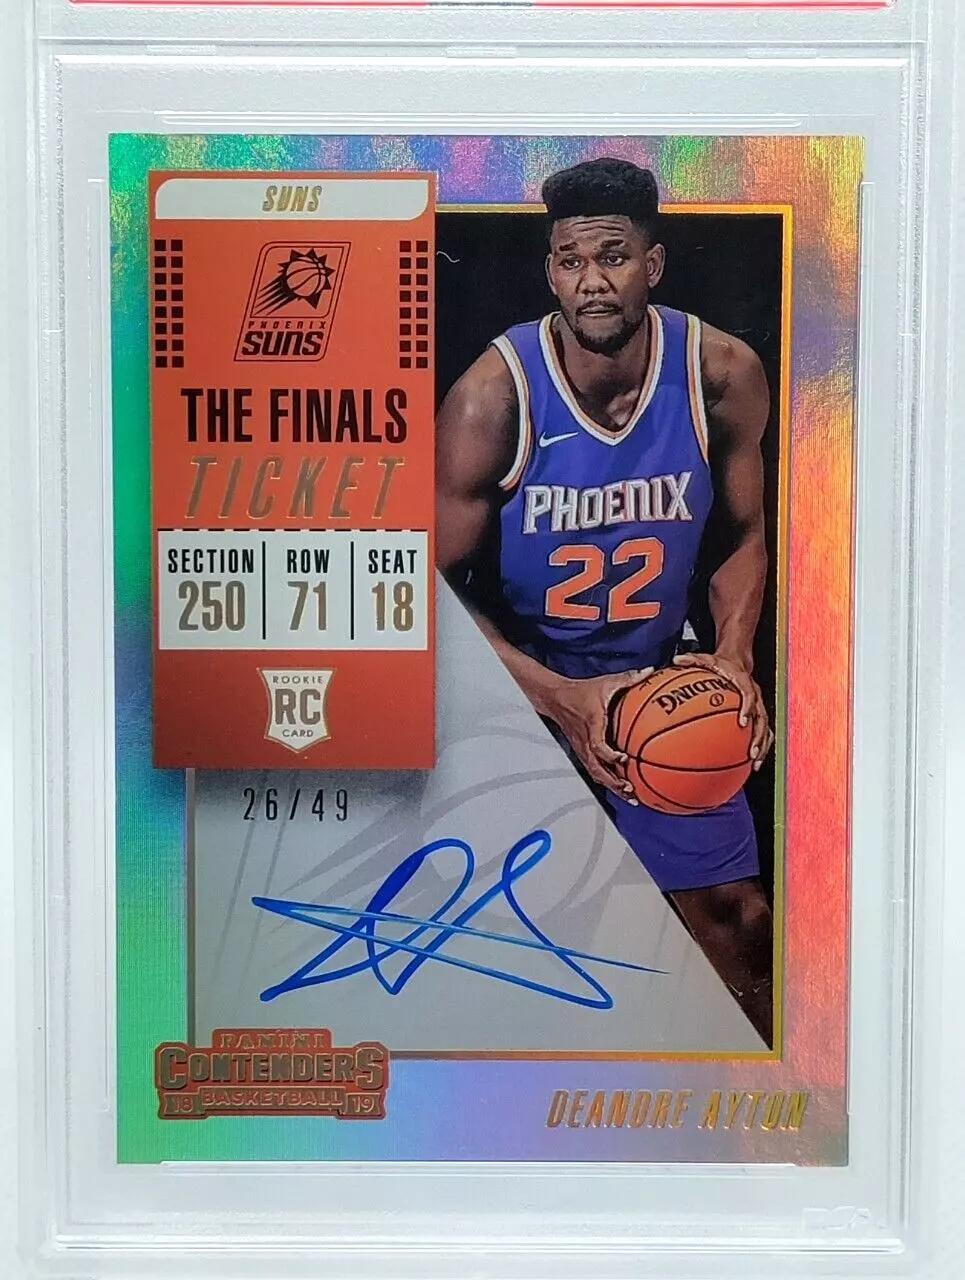 SUNS
PHOENIX
SUNS
THE FINALS
TICKET
SECTION ROW SEAT
250 71 18
ROOKIE
RC
CARD
26/49
PHOENIX
22
SPALDING
PANINI
CONTENDERS
18 BASKETBALL 19
DEANDRE AYTON
PSA